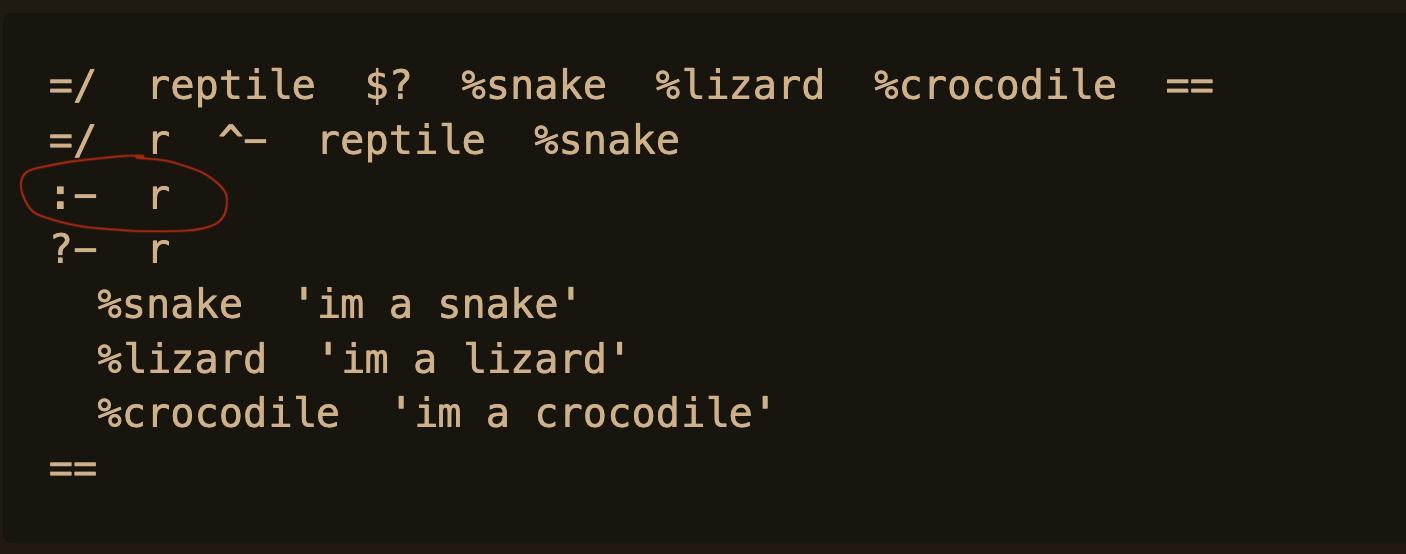 =/  reptile  $?  %snake  %lizard  %crocodile  ==
=/  r  ^-  reptile  %snake
:-  r
?-  r
  %snake  'im a snake'
  %lizard  'im a lizard'
  %crocodile  'im a crocodile'
==